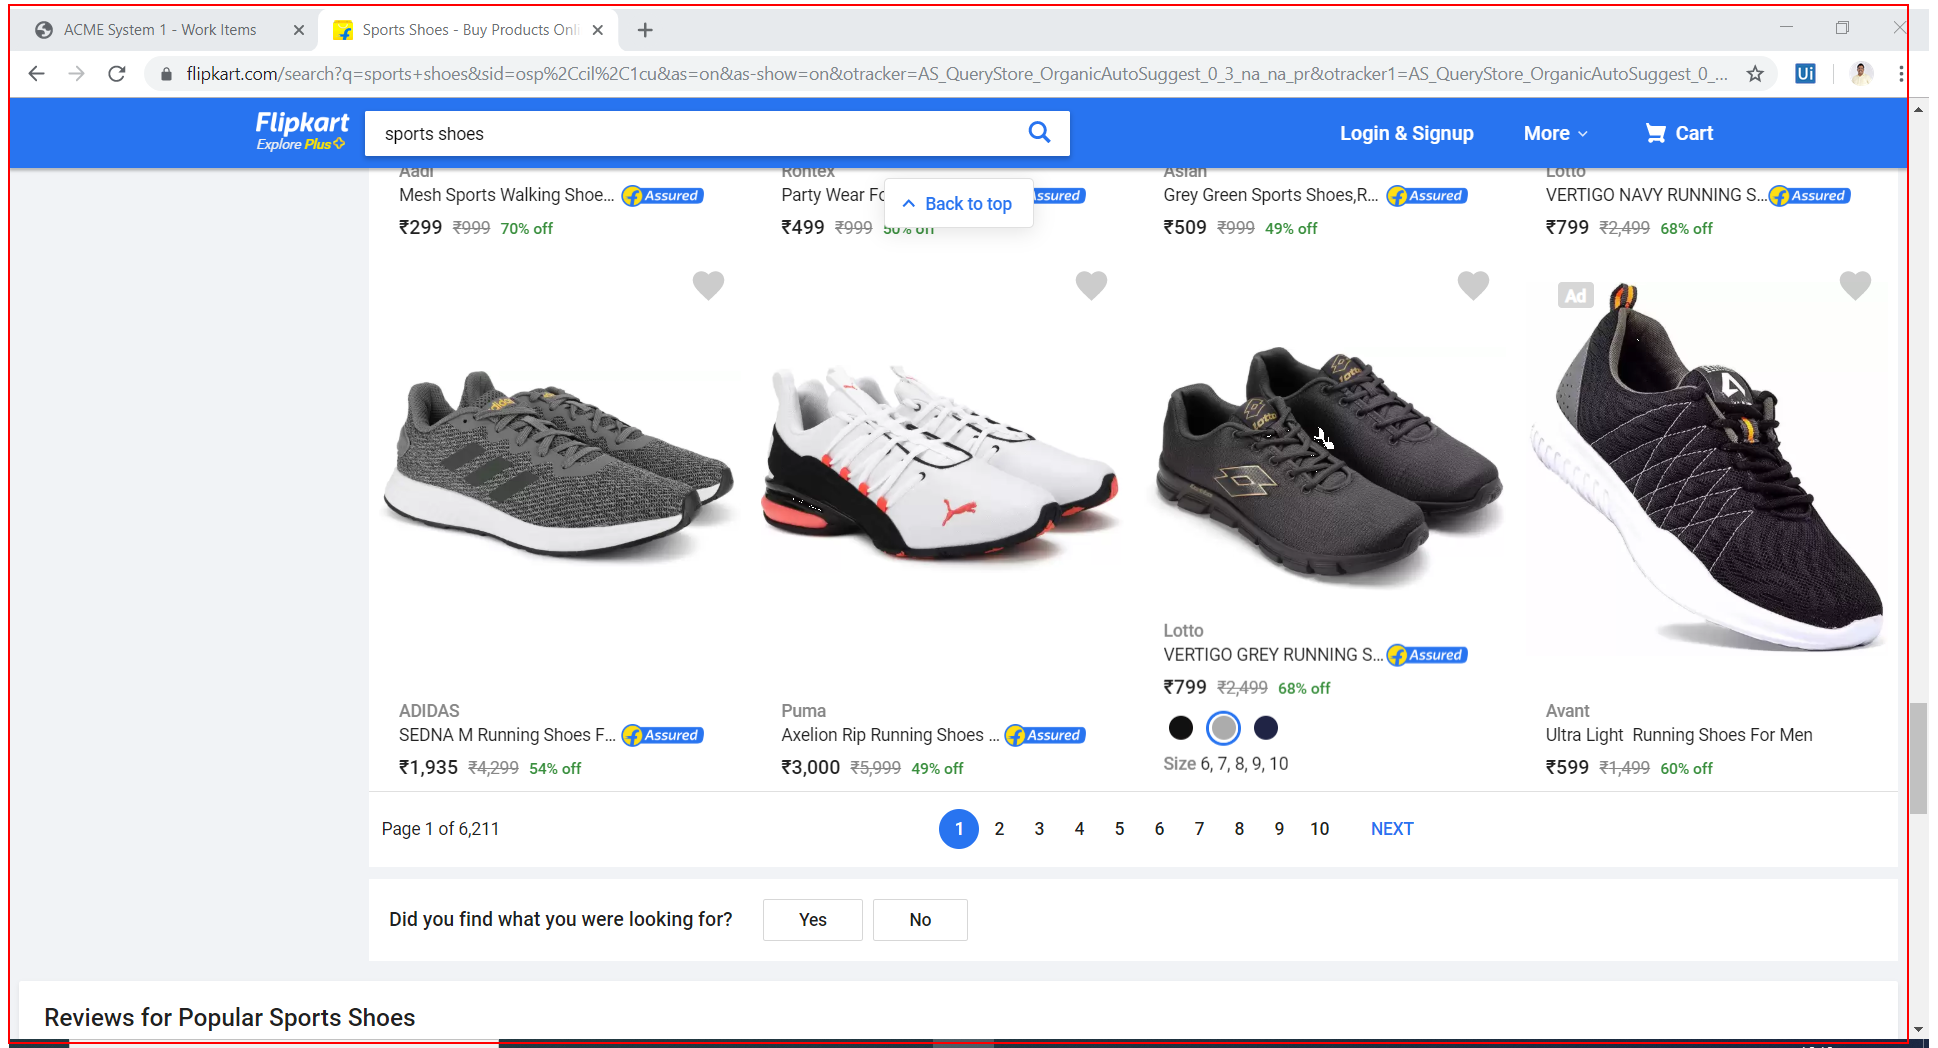 ACME System 1 - Work Items
Sports Shoes - Buy Products Onli
flipkart.com/search?q=sports+shoes&sid=osp%2Ccil%2C1cu&as=on&as-show=on&otracker=AS_QueryStore_OrganicAutoSuggest_0_3_na_na_pr&otracker1=AS_QueryStore_OrganicAutoSuggest_0_...
Ui
Flipkart
Explore Plus
sports shoes
Login & Signup
More
Cart
Back to top
Aadi
Mesh Sports Walking Shoe...
Assured
₹299 ₹999 70% off
Rontex
Party Wear Fo
ssured
₹499 ₹999 50% off
Asian
Grey Green Sports Shoes,R...
Assured
₹509 ₹999 49% off
Lotto
VERTIGO NAVY RUNNING S...
Assured
₹799 ₹2,499 68% off
Ad
adidas
Lotto
Lotto
ADIDAS
SEDNA M Running Shoes F...
Assured
₹1,935 ₹4,299 54% off
Puma
Axelion Rip Running Shoes ...
Assured
₹3,000 ₹5,999 49% off
Lotto
VERTIGO GREY RUNNING S...
Assured
₹799 ₹2,499 68% off
Size 6, 7, 8, 9, 10
Avant
Ultra Light Running Shoes For Men
₹599 ₹1,499 60% off
Page 1 of 6,211
1 2 3 4 5 6 7 8 9 10 NEXT
Did you find what you were looking for?
Yes
No
Reviews for Popular Sports Shoes